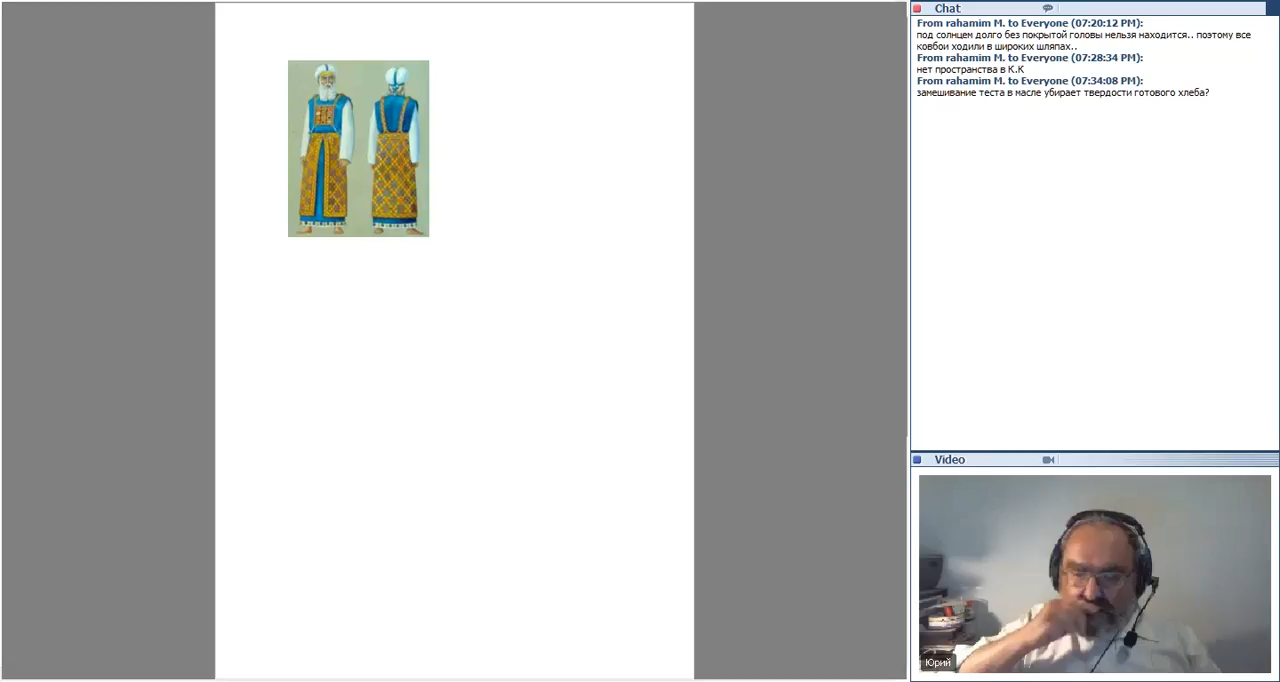 Chat
From rahamim M. to Everyone (07:20:12 PM):
под солнцем долго без покрытой головы нельзя находится.. поэтому все
ковбои ходили в широких шляпах..
From rahamim M. to Everyone (07:28:34 PM):
нет пространства в К.К
From rahamim M. to Everyone (07:34:08 PM):
замешивание теста в масле убирает твердости готового хлеба?
Video
Юрий